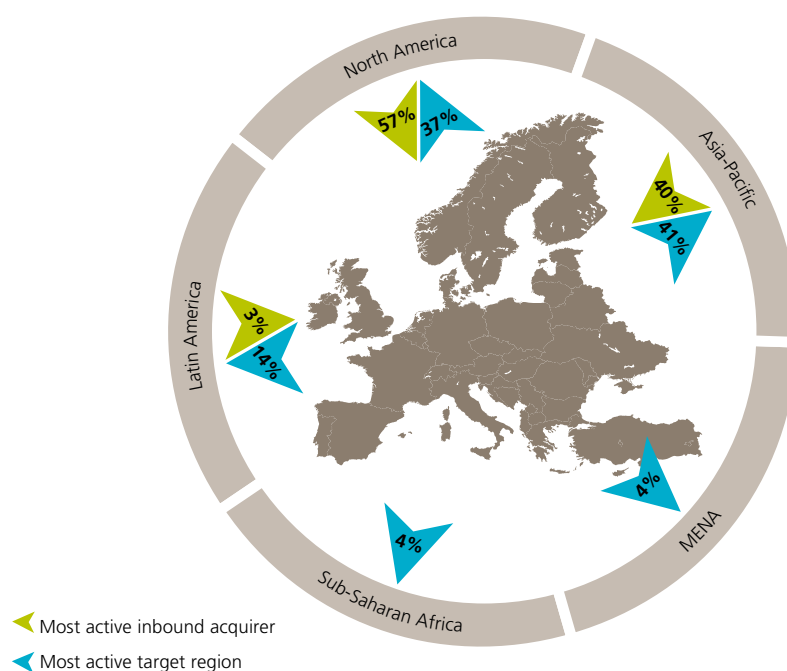 North America
57%
37%
Asia-Pacific
40%
41%
Latin America
3%
14%
4%
MENA
4%
Sub-Saharan Africa
Most active inbound acquirer
Most active target region